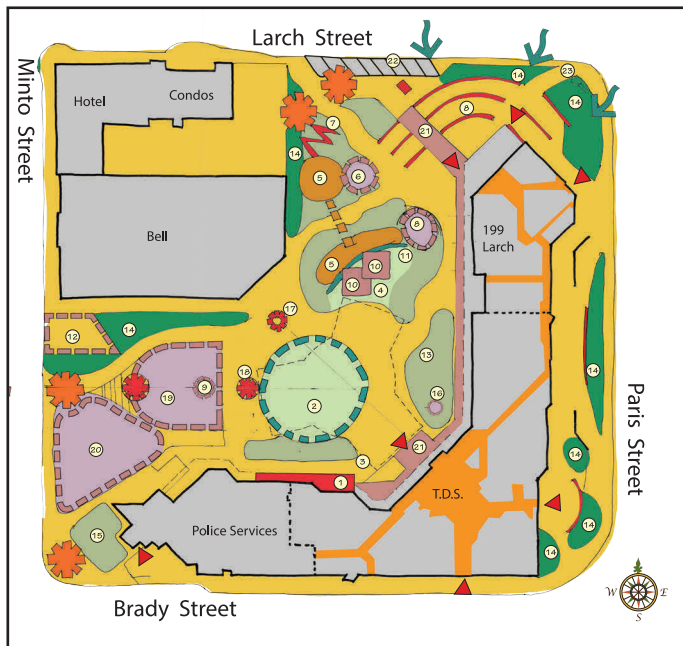 Larch Street
Minto Street
Hotel
Condos
22
14
23
14
8
7
21
14
5
6
8
199
Larch
Bell
11
5
10
10
4
17
12
14
13
14
18
19
9
2
16
Paris Street
20
21
3
14
1
T.D.S.
Police Services
14
15
14
Brady Street
W
E
S